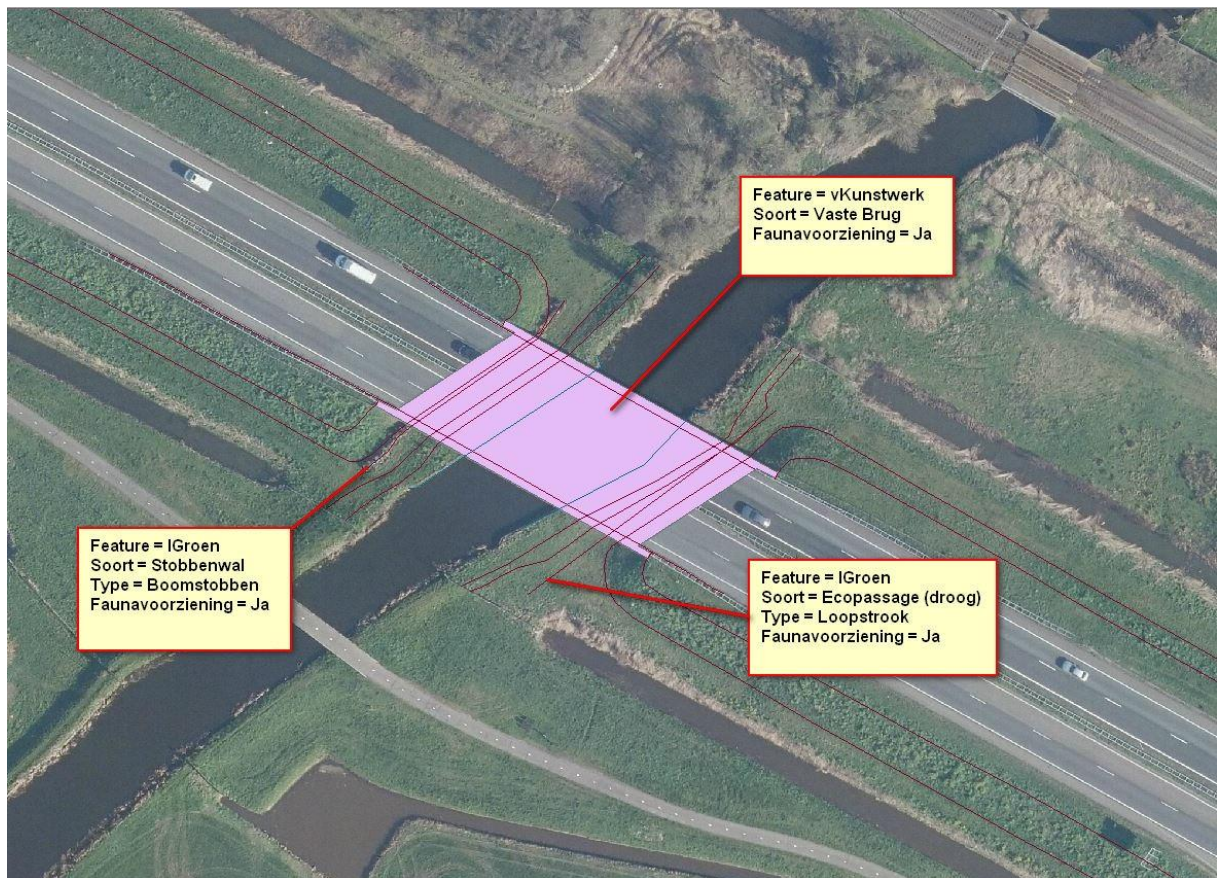 Feature = vKunstwerk
Soort = Vaste Brug
Faunavoorziening = Ja
Feature = lGroen
Soort = Stobbenwal
Type = Boomstobben
Faunavoorziening = Ja
Feature = lGroen
Soort = Ecopassage (droog)
Type = Loopstrook
Faunavoorziening = Ja